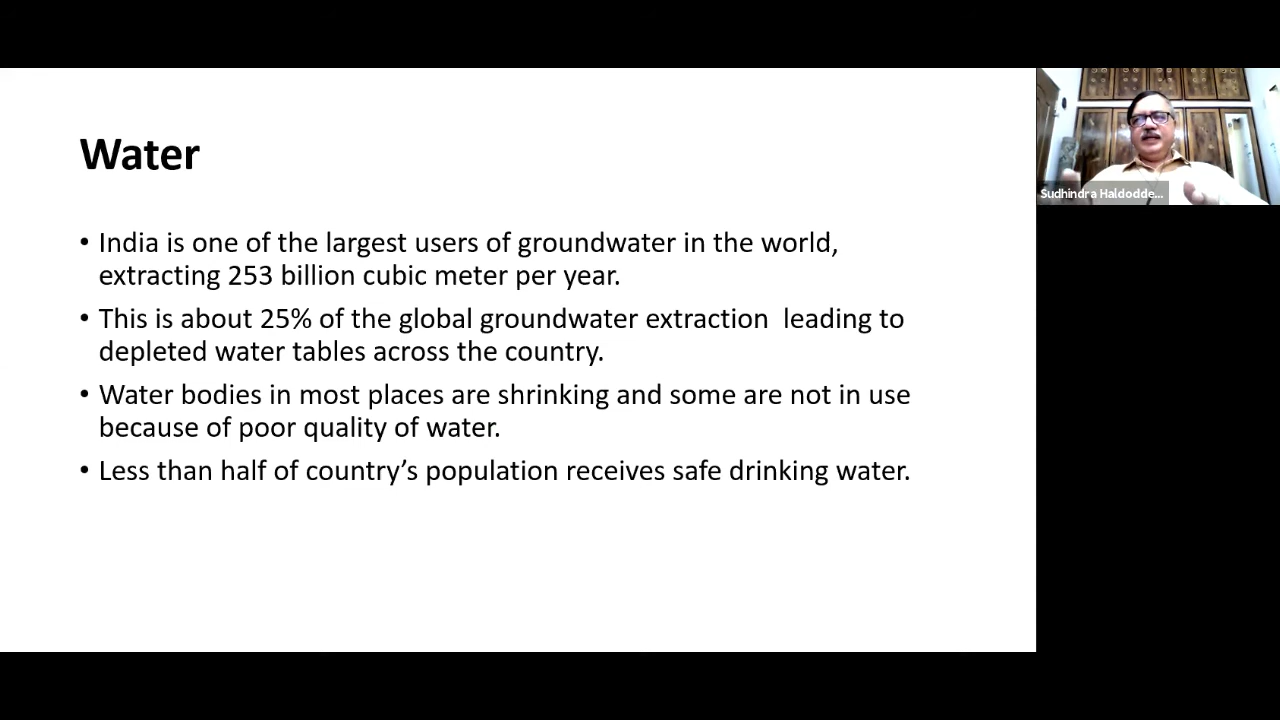 Water
• India is one of the largest users of groundwater in the world,
extracting 253 billion cubic meter per year.
• This is about 25% of the global groundwater extraction  leading to
depleted water tables across the country.
• Water bodies in most places are shrinking and some are not in use
because of poor quality of water.
• Less than half of country’s population receives safe drinking water.
Sudhindra Haldodde...